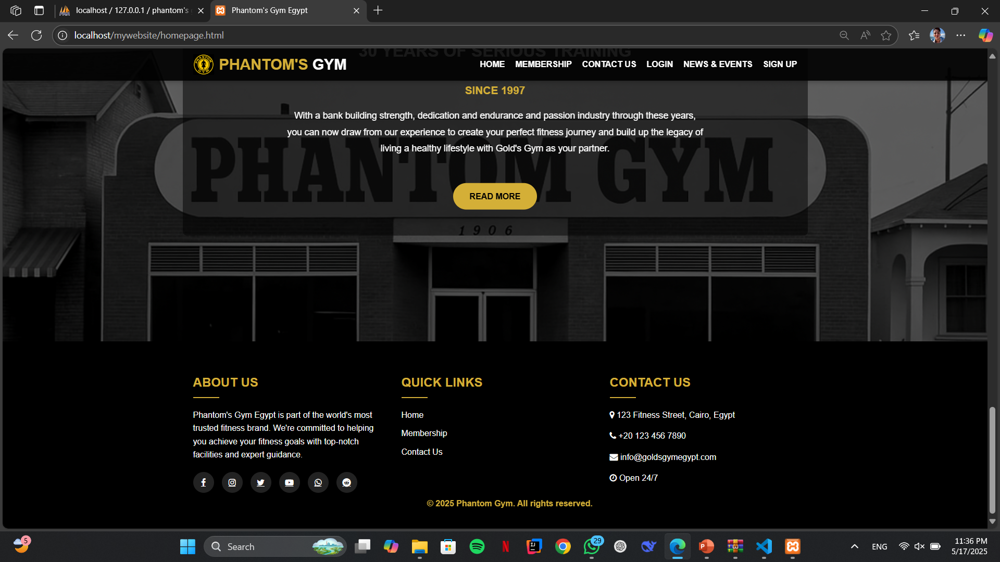 localhost / 127.0.0.1 / phantom's
Phantom's Gym Egypt
localhost/mywebsite/homepage.html
30 YEARS OF SERIOUS TRAINING
PHANTOM GYM
PHANTOM'S GYM
HOME
MEMBERSHIP
CONTACT US
LOGIN
NEWS & EVENTS
SIGN UP
SINCE 1997
With a bank building strength, dedication and endurance and passion industry through these years,
you can now draw from our experience to create your perfect fitness journey and build up the legacy of
living a healthy lifestyle with Gold's Gym as your partner.
PHANTOM GYM
READ MORE
1906
ABOUT US
Phantom's Gym Egypt is part of the world's most
trusted fitness brand. We're committed to helping
you achieve your fitness goals with top-notch
facilities and expert guidance.
QUICK LINKS
Home
Membership
Contact Us
CONTACT US
123 Fitness Street, Cairo, Egypt
+20 123 456 7890
info@goldsgymegypt.com
Open 24/7
© 2025 Phantom Gym. All rights reserved.
5
Search
29
ENG
11:36 PM
5/17/2025